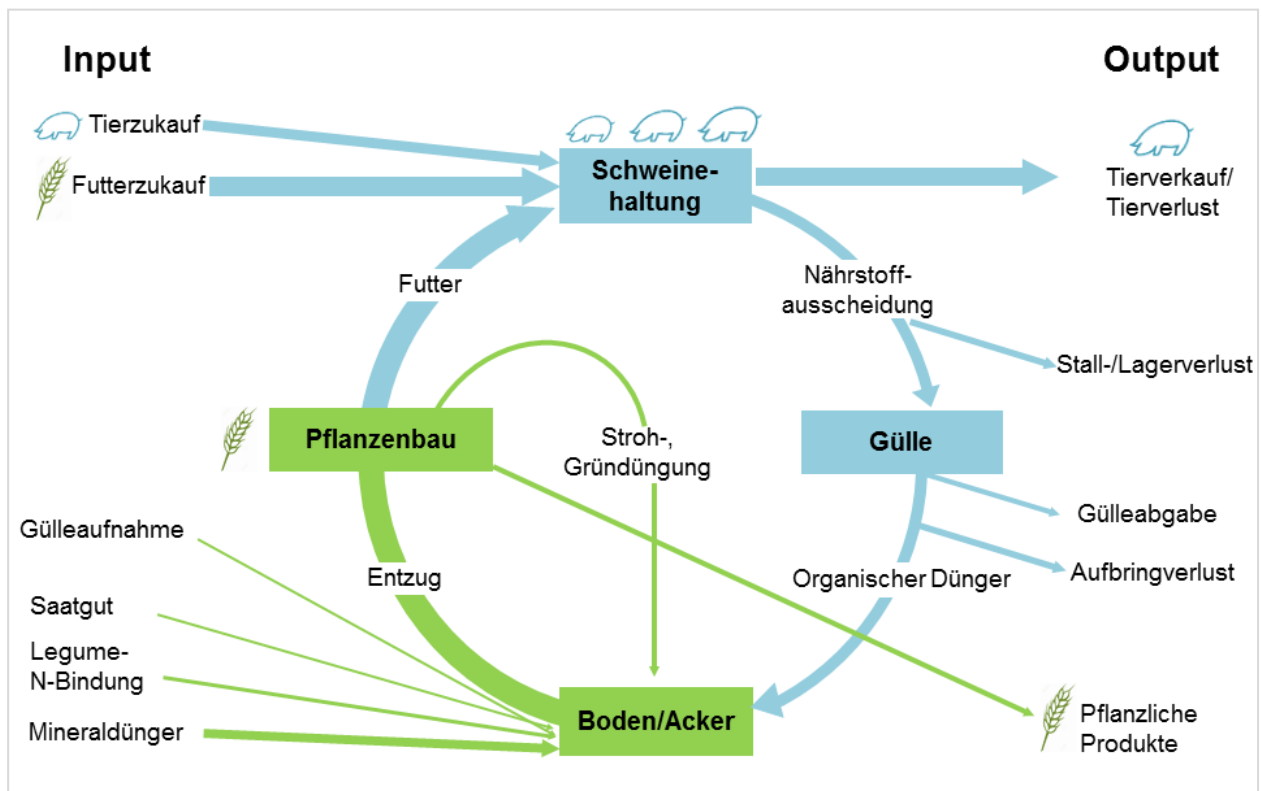 Input
Output
Tierzukauf
Futterzukauf
Schweine-
haltung
Tierverkauf/
Tierverlust
Futter
Nährstoff-
ausscheidung
Stall-/Lagerverlust
Pflanzenbau
Stroh-,
Gründüngung
Gülle
Gülleabgabe
Gülleaufnahme
Entzug
Organischer Dünger
Aufbringverlust
Saatgut
Legume-
N-Bindung
Mineraldünger
Boden/Acker
Pflanzliche
Produkte